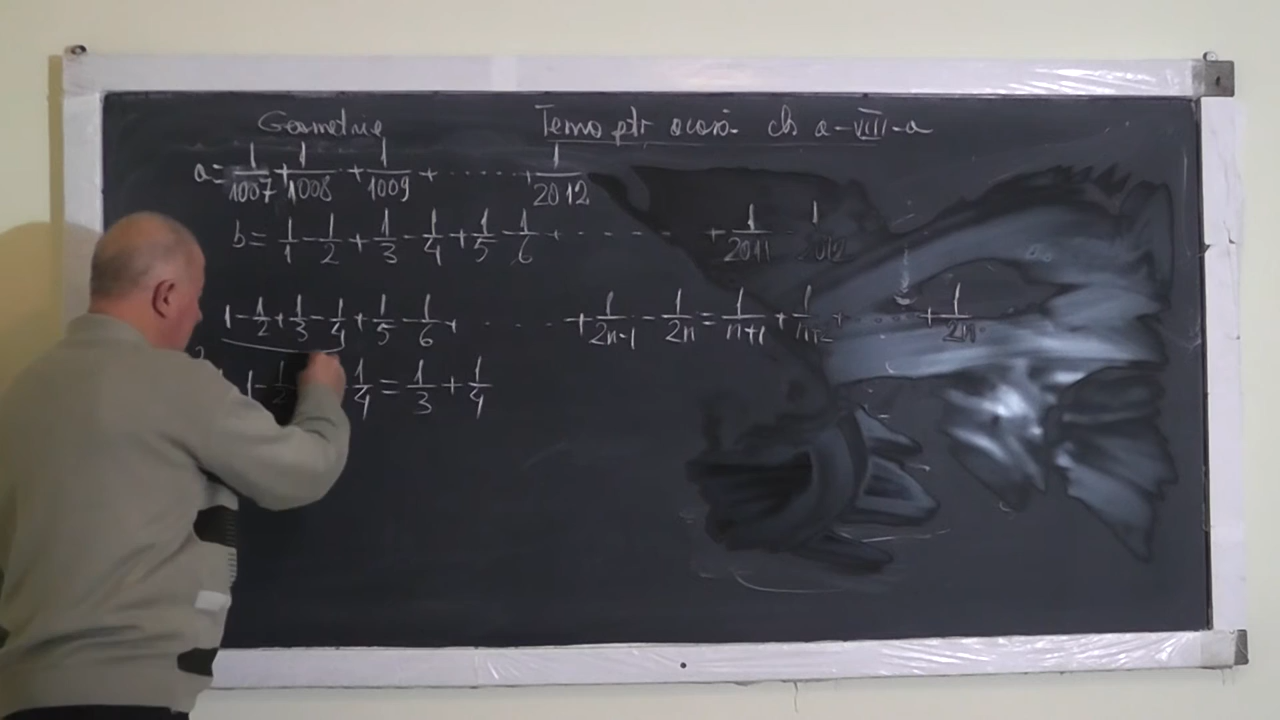 Geometrie
Tema ptr acasă cls a-VIII-a
a = 1/1007 + 1/1008 + 1/1009 + ······ + 1/2012
b = 1/1 - 1/2 + 1/3 - 1/4 + 1/5 - 1/6 + ······ + 1/2011 - 1/2012
1 - 1/2 + 1/3 - 1/4 + 1/5 - 1/6 + ······ + 1/2n-1 - 1/2n = 1/n+1 + 1/n+2 + ······ + 1/2n
1 - 1/2 1/4 = 1/3 + 1/4